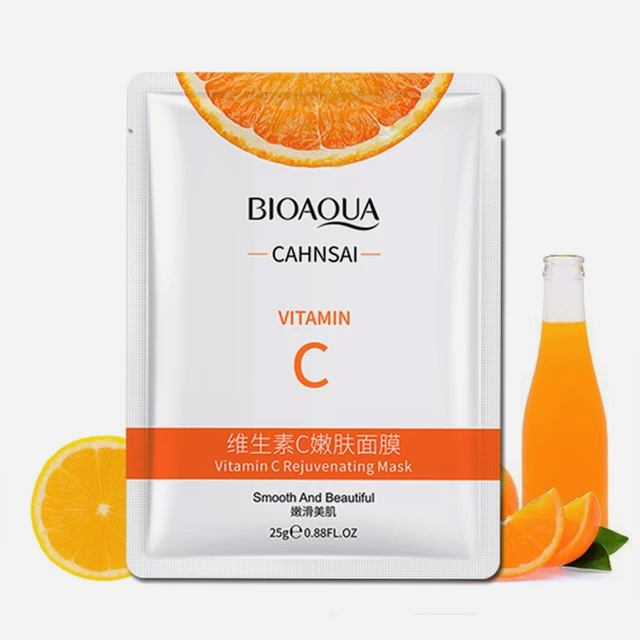 BIOAQUA
CAHNSAI
VITAMIN
C
维生素C嫩肤面膜
Vitamin C Rejuvenating Mask
Smooth And Beautiful
嫩滑美肌
25g℮0.88FL.OZ